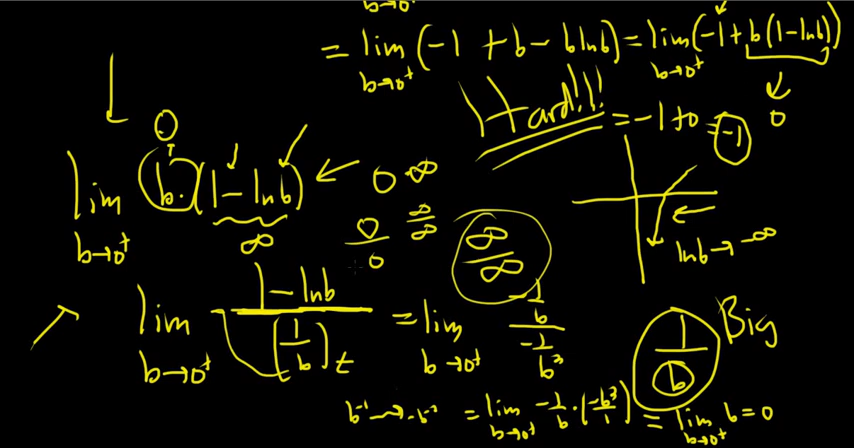 b→0⁺
= lim (-1 + b - b ln b) = lim (-1 + b(1 - ln b))
b→0⁺ b→0⁺
0
Hard!!! = -1 + 0 = -1
0
lim b·(1 - ln b) ← 0·∞
b→0⁺ ∞
0/0 ∞/∞ ∞/∞
ln b → -∞
lim (1 - ln b)/(1/b) = lim (-1/b)/(-1/b²) 1/b Big
b→0⁺ b→0⁺
b⁻¹ → -b⁻² = lim -1/b · (-b²/1) = lim b = 0
b→0⁺ b→0⁺